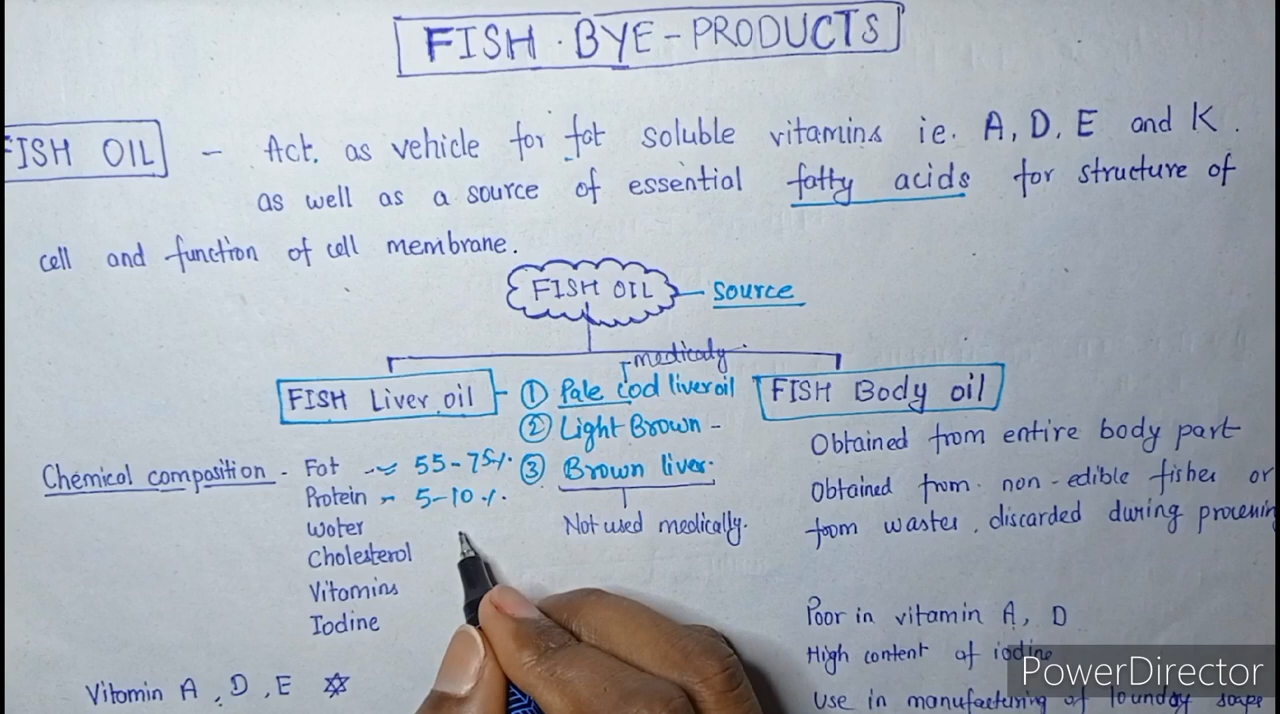 FISH BYE-PRODUCTS
FISH OIL - Act. as vehicle for fat soluble vitamins ie. A, D, E and K.
as well as a source of essential fatty acids for structure of
cell and function of cell membrane.
FISH OIL - Source
medicaly
FISH Liver oil - ① Pale cod liver oil
② Light Brown -
③ Brown liver.
Not used medically.
FISH Body oil
Obtained from entire body part
Obtained from non-edible fishes or
from wastes, discarded during
Chemical composition - Fat ~ 55-75%.
Protein ~ 5-10%.
Water
Cholesterol
Vitamins
Iodine
Poor in vitamin A, D
High content of iodine
Use in manufacturing of loundry soape
Vitamin A, D, E
PowerDirector